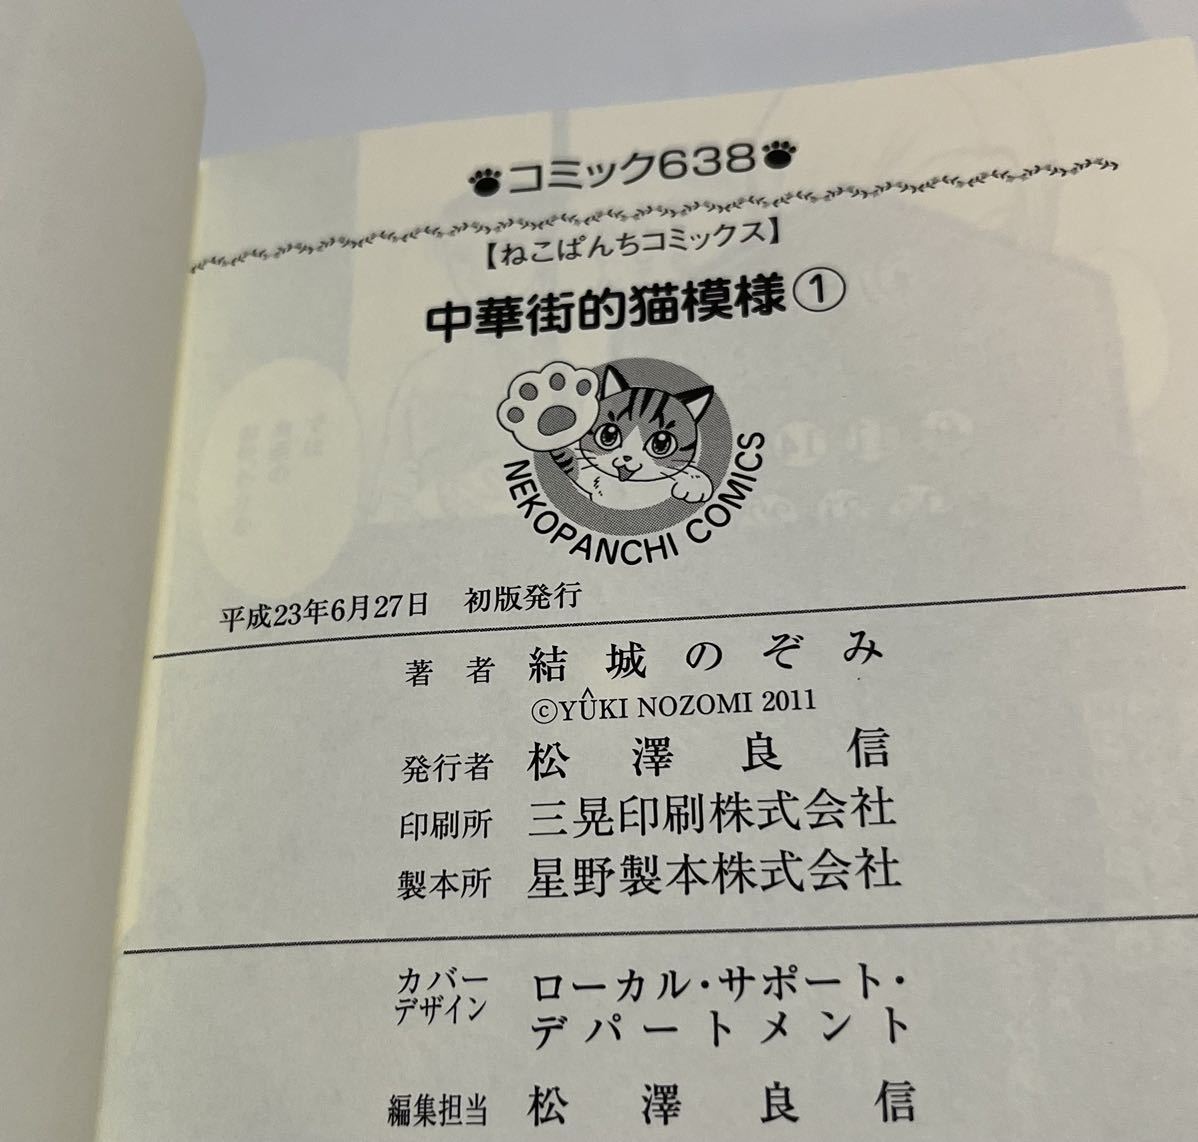 コミック638
【ねこぱんちコミックス】
中華街的猫模様①
NEKOPANCHI COMICS
平成23年6月27日　初版発行
著者　結城のぞみ
©YÛKI NOZOMI 2011
発行者　松澤良信
印刷所　三晃印刷株式会社
製本所　星野製本株式会社
カバーデザイン　ローカル・サポート・
デパートメント
編集担当　松澤良信